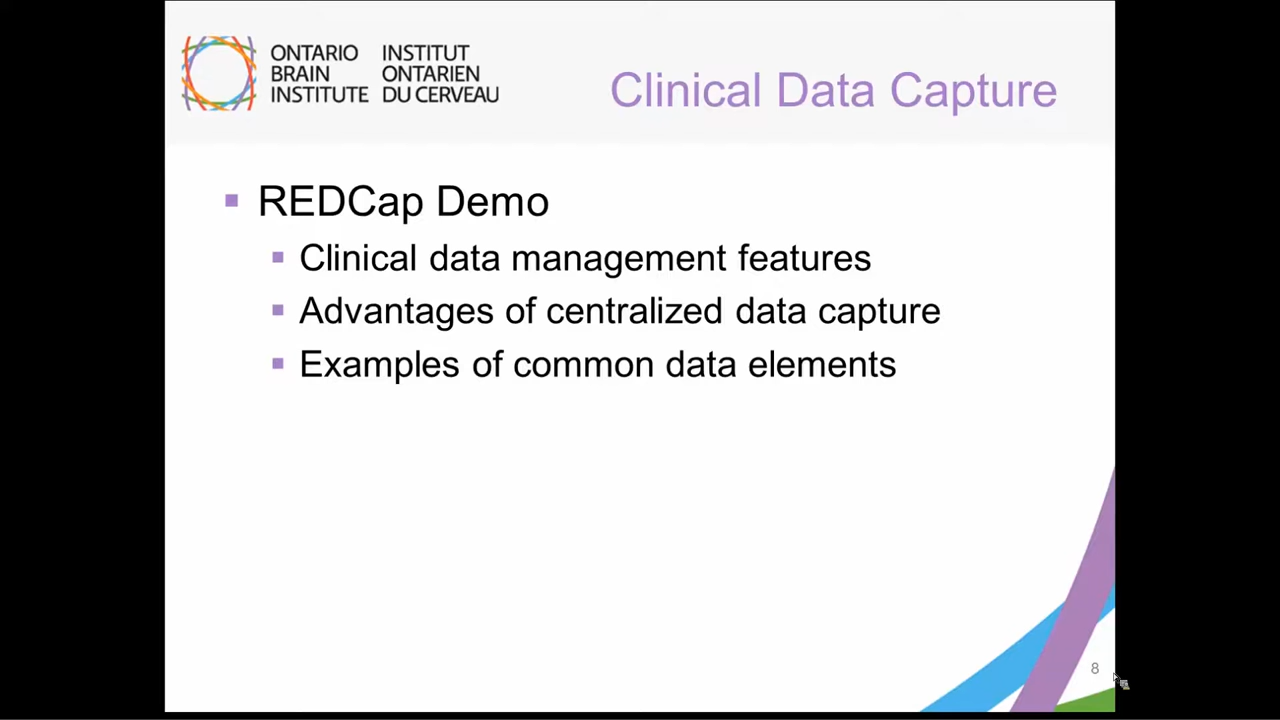 ONTARIO
BRAIN
INSTITUTE
INSTITUT
ONTARIEN
DU CERVEAU
Clinical Data Capture
REDCap Demo
Clinical data management features
Advantages of centralized data capture
Examples of common data elements
8